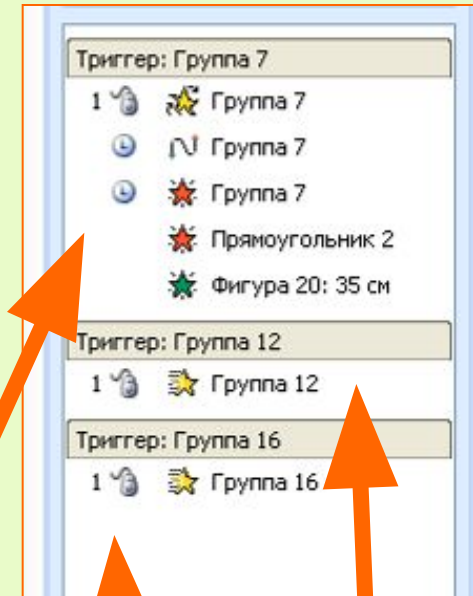 Триггер: Группа 7
1 Группа 7
Группа 7
Группа 7
Прямоугольник 2
Фигура 20: 35 см
Триггер: Группа 12
1 Группа 12
Триггер: Группа 16
1 Группа 16